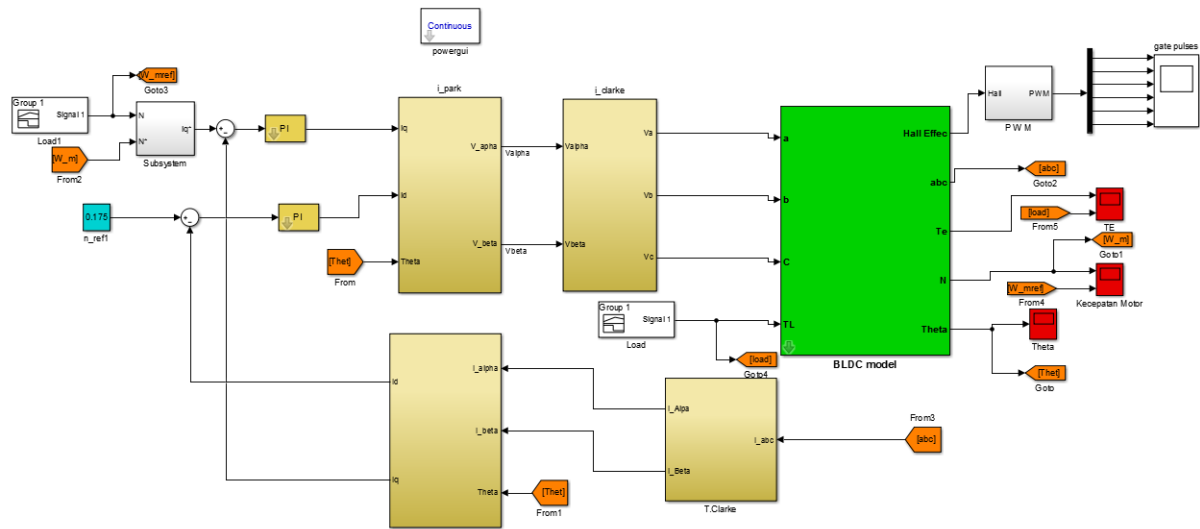 Continuous
powergui
[W_mref]
Goto3
Group 1
Signal 1
Load1
N
N*
Iq*
Subsystem
[W_m]
From2
PI
0.175
n_ref1
PI
i_park
Iq
Id
Theta
V_apha
V_beta
Valpha
Vbeta
[Thet]
From
i_clarke
Valpha
Vbeta
Va
Vb
Vc
a
b
C
TL
Hall Effec
abc
Te
N
Theta
BLDC model
Group 1
Signal 1
Load
[load]
Goto4
Hall
PWM
P W M
gate pulses
[abc]
Goto2
[load]
From5
TE
[W_m]
Goto1
[W_mref]
From4
Kecepatan Motor
Theta
[Thet]
Goto
Id
Iq
I_alpha
I_beta
Theta
[Thet]
From1
I_Alpa
I_Beta
I_abc
T.Clarke
From3
[abc]